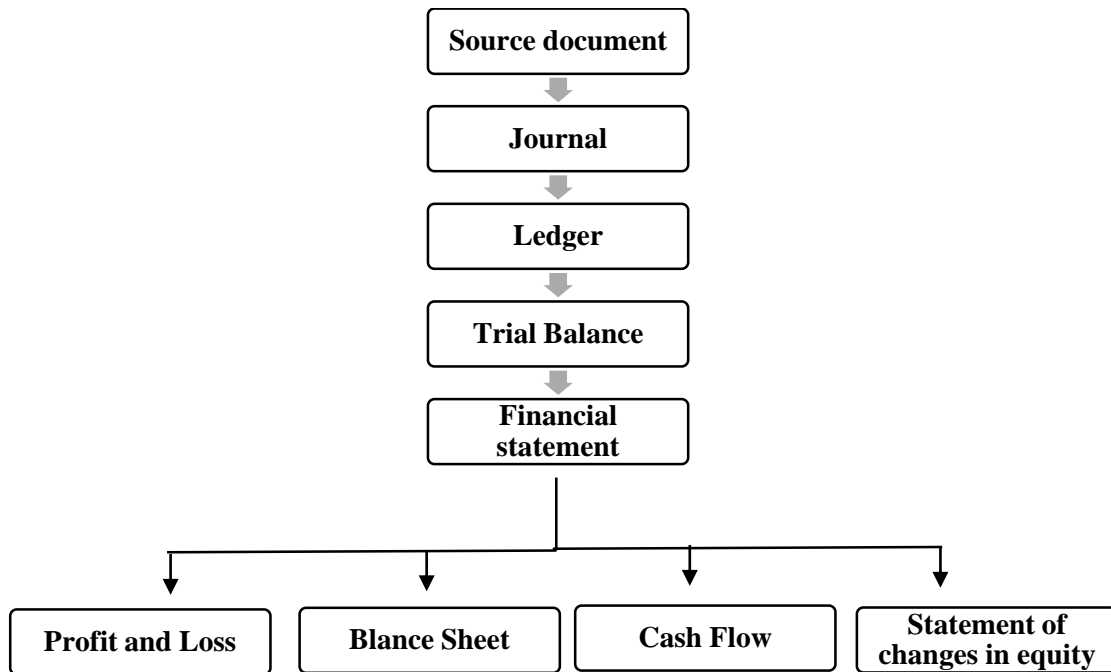 Source document
Journal
Ledger
Trial Balance
Financial
statement
Profit and Loss
Blance Sheet
Cash Flow
Statement of
changes in equity